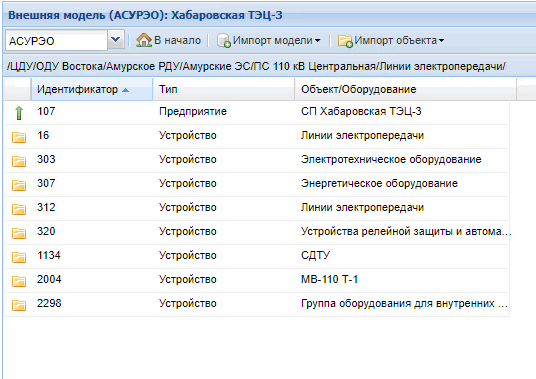 Внешняя модель (АСУРЭО): Хабаровская ТЭЦ-3
АСУРЭО В начало Импорт модели Импорт объекта
/ЦДУ/ОДУ Востока/Амурское РДУ/Амурские ЭС/ПС 110 кВ Центральная/Линии электропередачи/
Идентификатор Тип Объект/Оборудование
107 Предприятие СП Хабаровская ТЭЦ-3
16 Устройство Линии электропередачи
303 Устройство Электротехническое оборудование
307 Устройство Энергетическое оборудование
312 Устройство Линии электропередачи
320 Устройство Устройства релейной защиты и автома...
1134 Устройство СДТУ
2004 Устройство МВ-110 Т-1
2298 Устройство Группа оборудования для внутренних ...